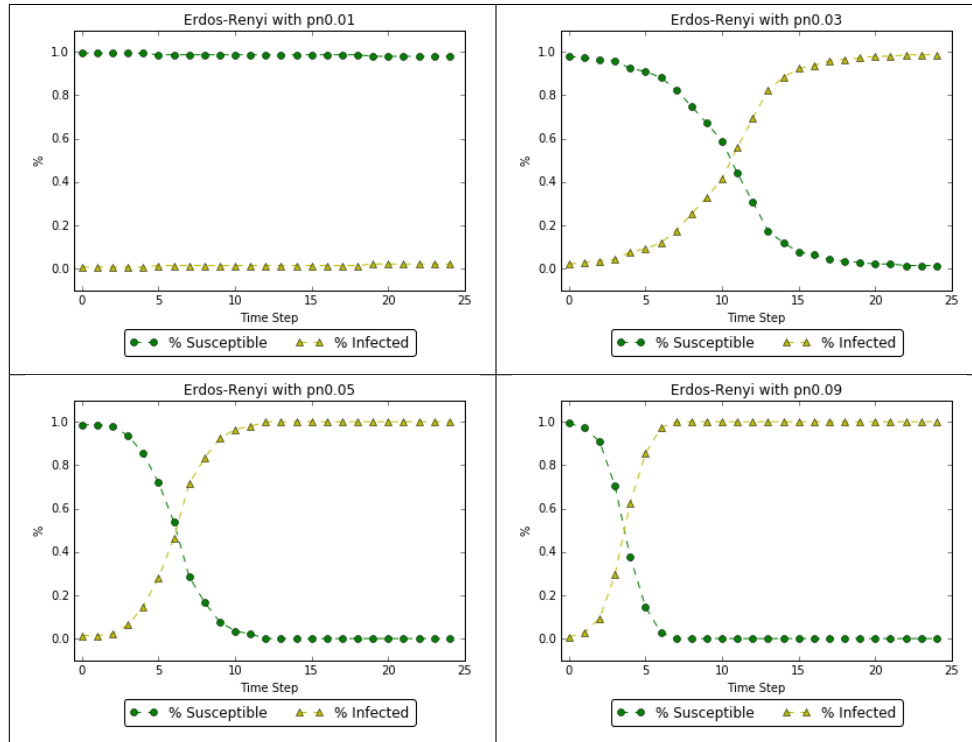 Erdos-Renyi with pn0.01
1.0
0.8
0.6
0.4
0.2
0.0
%
0 5 10 15 20 25
Time Step
% Susceptible % Infected
Erdos-Renyi with pn0.03
1.0
0.8
0.6
0.4
0.2
0.0
%
0 5 10 15 20 25
Time Step
% Susceptible % Infected
Erdos-Renyi with pn0.05
1.0
0.8
0.6
0.4
0.2
0.0
%
0 5 10 15 20 25
Time Step
% Susceptible % Infected
Erdos-Renyi with pn0.09
1.0
0.8
0.6
0.4
0.2
0.0
%
0 5 10 15 20 25
Time Step
% Susceptible % Infected